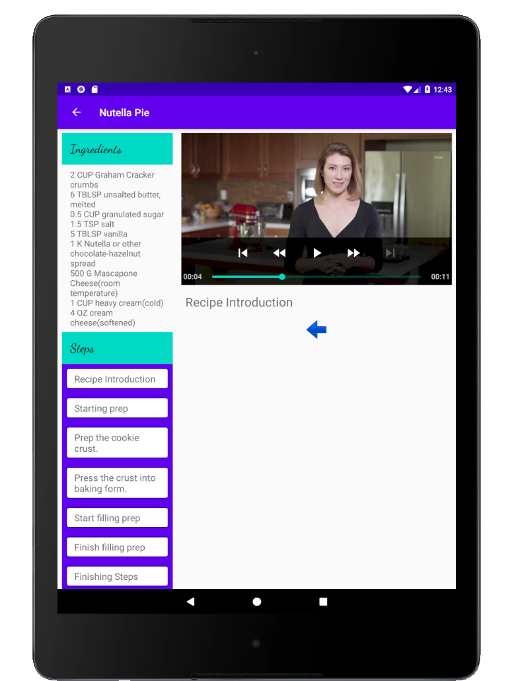 12:43
Nutella Pie
Ingredients
2 CUP Graham Cracker
crumbs
6 TBLSP unsalted butter,
melted
0.5 CUP granulated sugar
1.5 TSP salt
5 TBLSP vanilla
1 K Nutella or other
chocolate-hazelnut
spread
500 G Mascapone
Cheese(room
temperature)
1 CUP heavy cream(cold)
4 OZ cream
cheese(softened)
Steps
Recipe Introduction
Starting prep
Prep the cookie
crust.
Press the crust into
baking form.
Start filling prep
Finish filling prep
Finishing Steps
00:04
00:11
Recipe Introduction